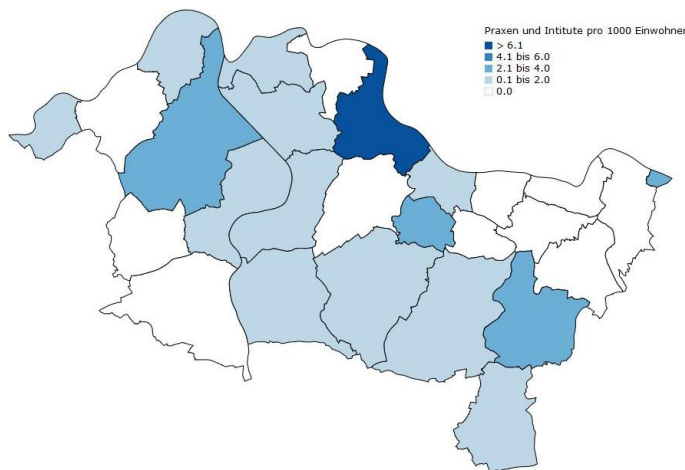 Praxen und Intitute pro 1000 Einwohner
> 6.1
4.1 bis 6.0
2.1 bis 4.0
0.1 bis 2.0
0.0